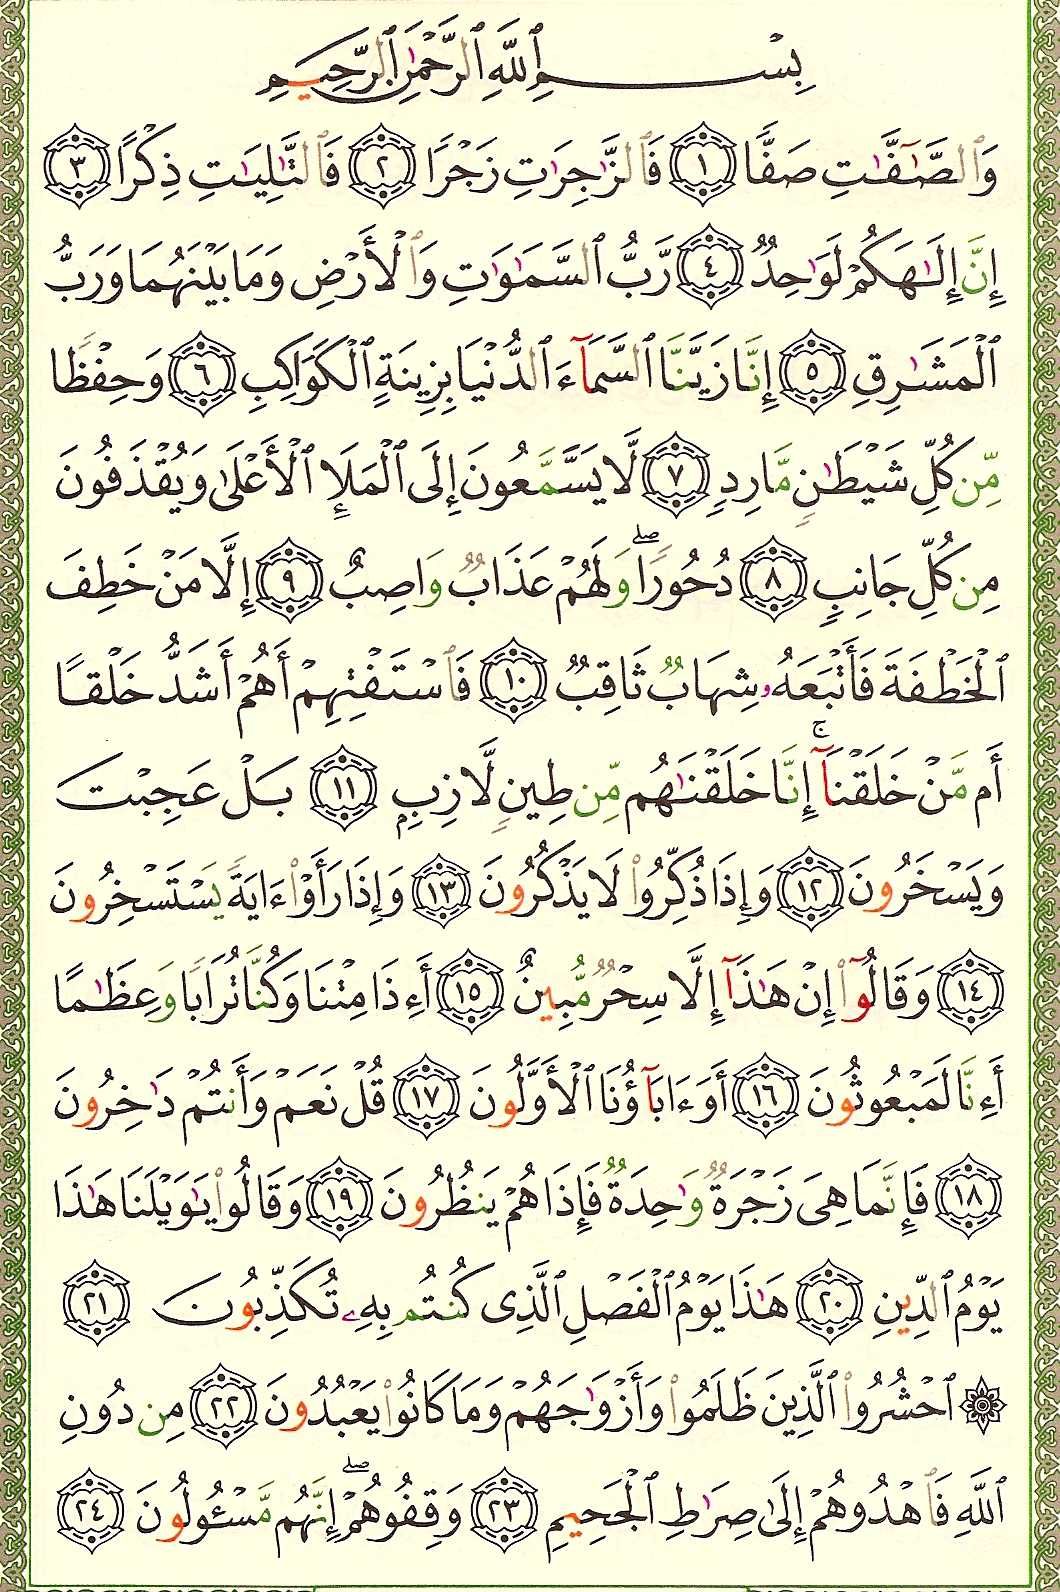 بِسْمِ ٱللَّهِ ٱلرَّحْمَٰنِ ٱلرَّحِيمِ
وَٱلصَّٰٓفَّٰتِ صَفًّا ١ فَٱلزَّٰجِرَٰتِ زَجْرًا ٢ فَٱلتَّٰلِيَٰتِ ذِكْرًا ٣
إِنَّ إِلَٰهَكُمْ لَوَٰحِدٌ ٤ رَّبُّ ٱلسَّمَٰوَٰتِ وَٱلْأَرْضِ وَمَا بَيْنَهُمَا وَرَبُّ
ٱلْمَشَٰرِقِ ٥ إِنَّا زَيَّنَّا ٱلسَّمَآءَ ٱلدُّنْيَا بِزِينَةٍ ٱلْكَوَاكِبِ ٦ وَحِفْظًا
مِّن كُلِّ شَيْطَٰنٍ مَّارِدٍ ٧ لَّا يَسَّمَّعُونَ إِلَى ٱلْمَلَإِ ٱلْأَعْلَىٰ وَيُقْذَفُونَ
مِن كُلِّ جَانِبٍ ٨ دُحُورًا ۖ وَلَهُمْ عَذَابٌ وَاصِبٌ ٩ إِلَّا مَنْ خَطِفَ
ٱلْخَطْفَةَ فَأَتْبَعَهُۥ شِهَابٌ ثَاقِبٌ ١٠ فَٱسْتَفْتِهِمْ أَهُمْ أَشَدُّ خَلْقًا
أَم مَّنْ خَلَقْنَآ ۚ إِنَّا خَلَقْنَٰهُم مِّن طِينٍ لَّازِبٍ ١١ بَلْ عَجِبْتَ
وَيَسْخَرُونَ ١٢ وَإِذَا ذُكِّرُوا۟ لَا يَذْكُرُونَ ١٣ وَإِذَا رَأَوْا۟ ءَايَةً يَسْتَسْخِرُونَ
١٤ وَقَالُوٓا۟ إِنْ هَٰذَآ إِلَّا سِحْرٌ مُّبِينٌ ١٥ أَءِذَا مِتْنَا وَكُنَّا تُرَابًا وَعِظَٰمًا
أَءِنَّا لَمَبْعُوثُونَ ١٦ أَوَءَابَآؤُنَا ٱلْأَوَّلُونَ ١٧ قُلْ نَعَمْ وَأَنتُمْ دَٰخِرُونَ
١٨ فَإِنَّمَا هِىَ زَجْرَةٌ وَٰحِدَةٌ فَإِذَا هُمْ يَنظُرُونَ ١٩ وَقَالُوا۟ يَٰوَيْلَنَا هَٰذَا
يَوْمُ ٱلدِّينِ ٢٠ هَٰذَا يَوْمُ ٱلْفَصْلِ ٱلَّذِى كُنتُم بِهِۦ تُكَذِّبُونَ ٢١
۞ ٱحْشُرُوا۟ ٱلَّذِينَ ظَلَمُوا۟ وَأَزْوَٰجَهُمْ وَمَا كَانُوا۟ يَعْبُدُونَ ٢٢ مِن دُونِ
ٱللَّهِ فَٱهْدُوهُمْ إِلَىٰ صِرَٰطِ ٱلْجَحِيمِ ٢٣ وَقِفُوهُمْ ۖ إِنَّهُم مَّسْـُٔولُونَ ٢٤